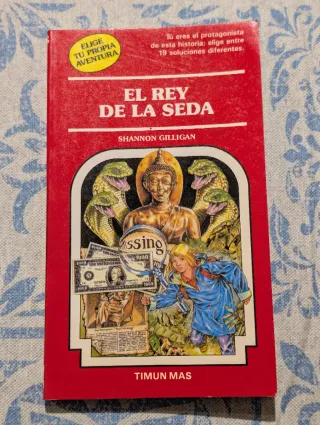 ELIGE
TU PROPIA
AVENTURA
Tú eres el protagonista
de esta historia: elige entre
19 soluciones diferentes.
EL REY
DE LA SEDA
SHANNON GILLIGAN
issing
TIMUN MAS